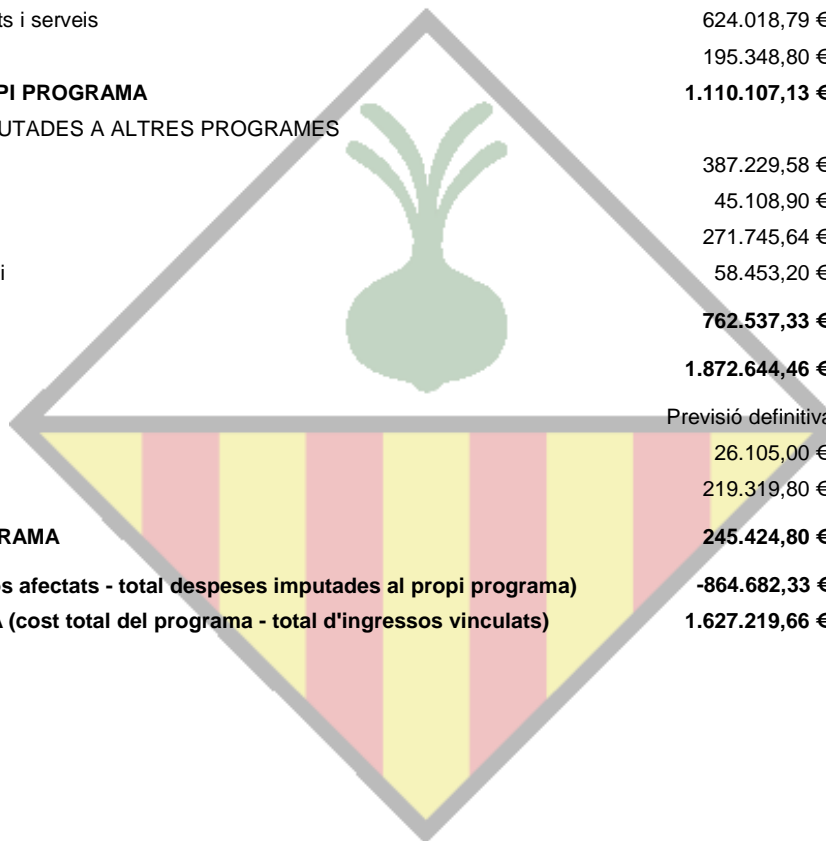 ts i serveis 624.018,79 €
195.348,80 €
PI PROGRAMA 1.110.107,13 €
UTADES A ALTRES PROGRAMES
387.229,58 €
45.108,90 €
271.745,64 €
i 58.453,20 €
762.537,33 €
1.872.644,46 €
Previsió definitiva
26.105,00 €
219.319,80 €
RAMA 245.424,80 €
s afectats - total despeses imputades al propi programa) -864.682,33 €
A (cost total del programa - total d'ingressos vinculats) 1.627.219,66 €